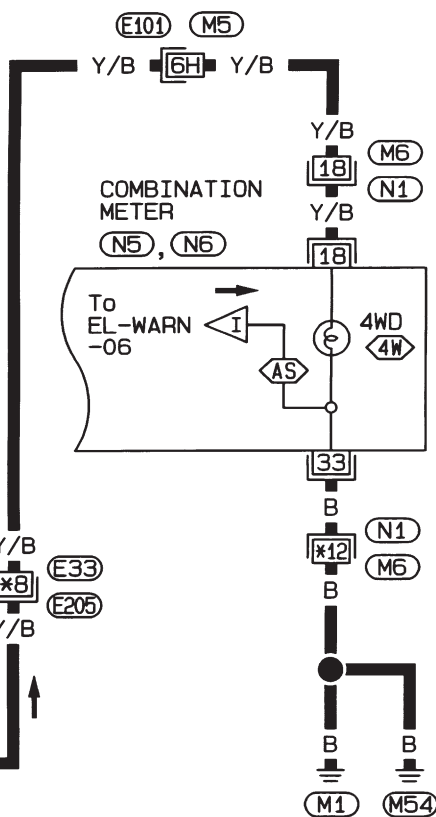 E101 M5
Y/B 6H Y/B
Y/B
18 M6
N1
Y/B
COMBINATION
METER
N5, N6
18
To
EL-WARN
-06
I
4WD
4W
AS
33
B
*12 N1
M6
B
Y/B
*8 E33
E205
Y/B
B B
M1 M54